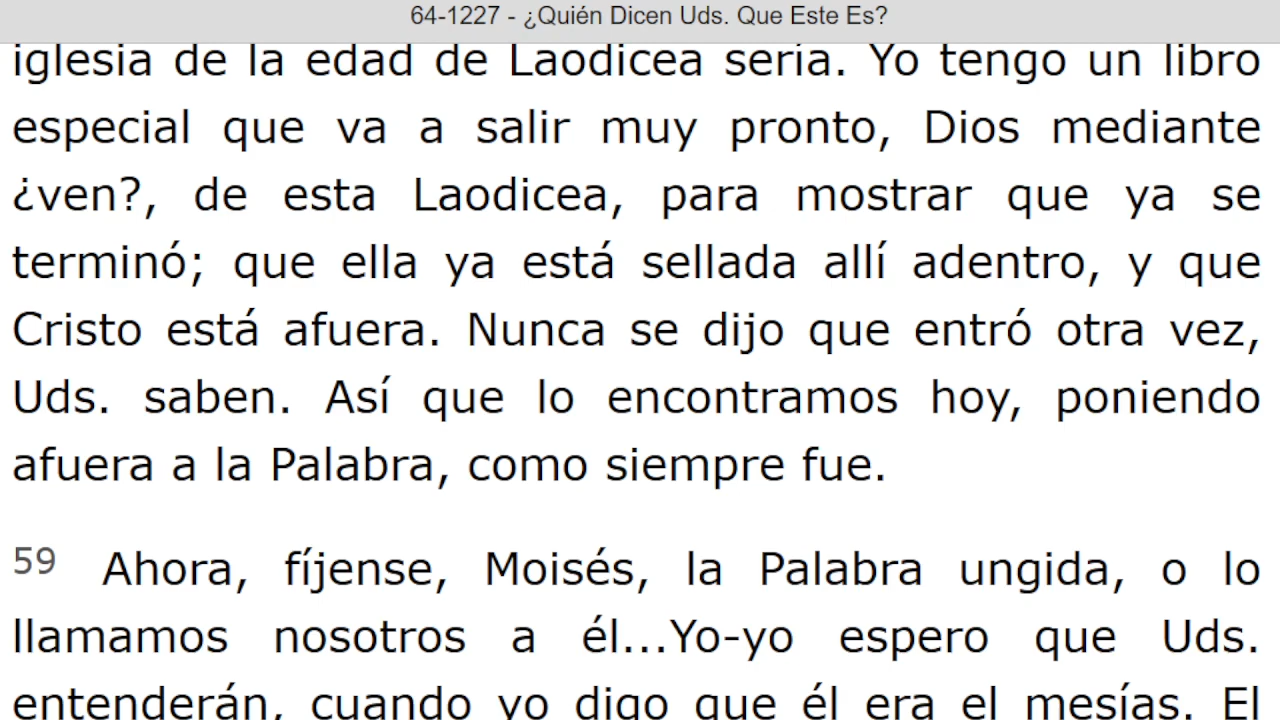 64-1227 - ¿Quién Dicen Uds. Que Este Es?
iglesia de la edad de Laodicea sería. Yo tengo un libro
especial que va a salir muy pronto, Dios mediante
¿ven?, de esta Laodicea, para mostrar que ya se
terminó; que ella ya está sellada allí adentro, y que
Cristo está afuera. Nunca se dijo que entró otra vez,
Uds. saben. Así que lo encontramos hoy, poniendo
afuera a la Palabra, como siempre fue.
59 Ahora, fíjense, Moisés, la Palabra ungida, o lo
llamamos nosotros a él...Yo-yo espero que Uds.
entenderán, cuando yo digo que él era el mesías. El